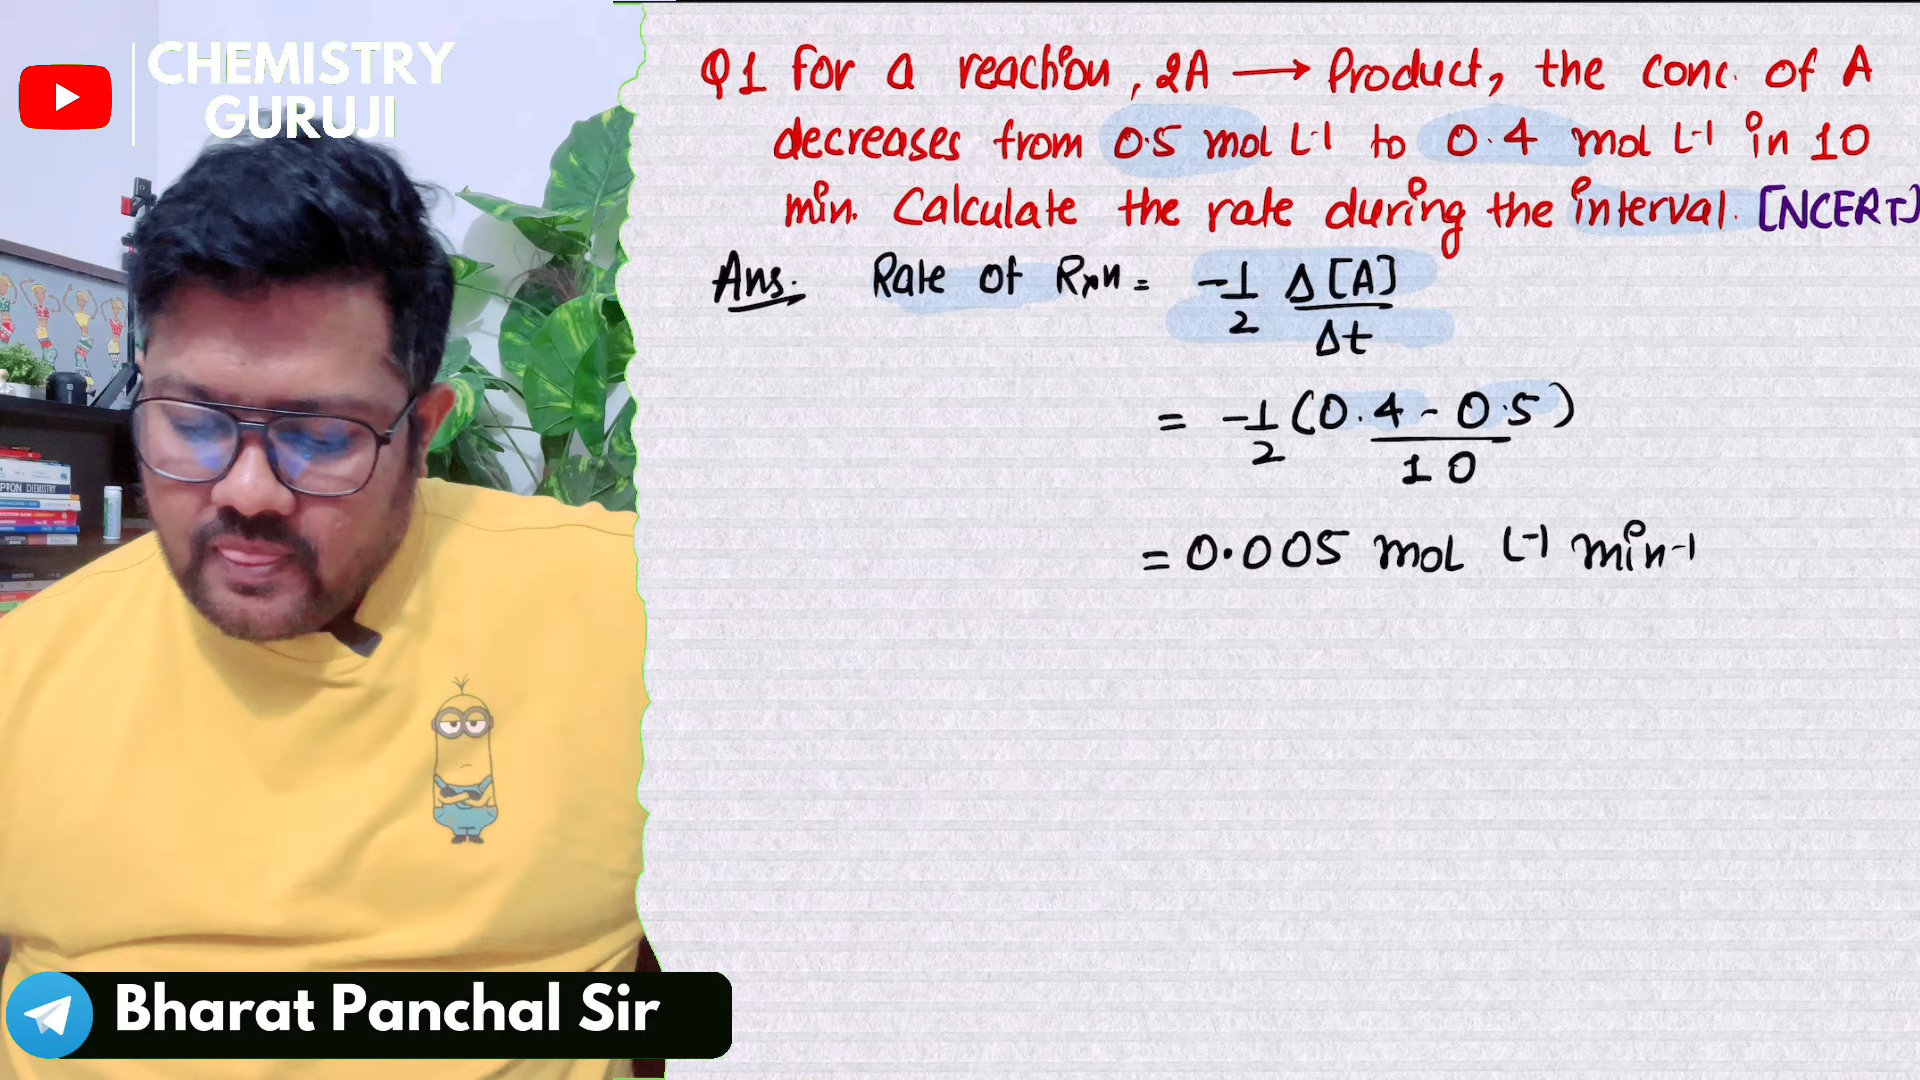 CHEMISTRY
GURUJI
Q1 for a reaction, 2A → Product, the conc. of A
decreases from 0.5 mol L-1 to 0.4 mol L-1 in 10
min. Calculate the rate during the interval. [NCERT]
Ans. Rate of Rxn = -1/2 Δ[A]/Δt
= -1/2 (0.4 - 0.5)/10
= 0.005 mol L-1 min-1
PTON CHEMISTRY
Bharat Panchal Sir